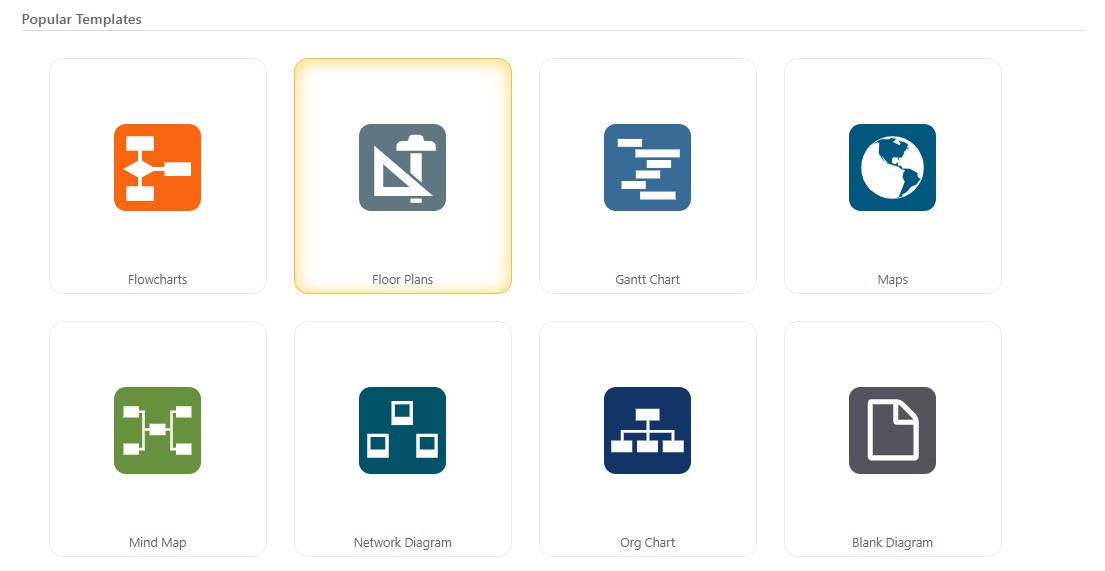 Popular Templates
Flowcharts
Floor Plans
Gantt Chart
Maps
Mind Map
Network Diagram
Org Chart
Blank Diagram